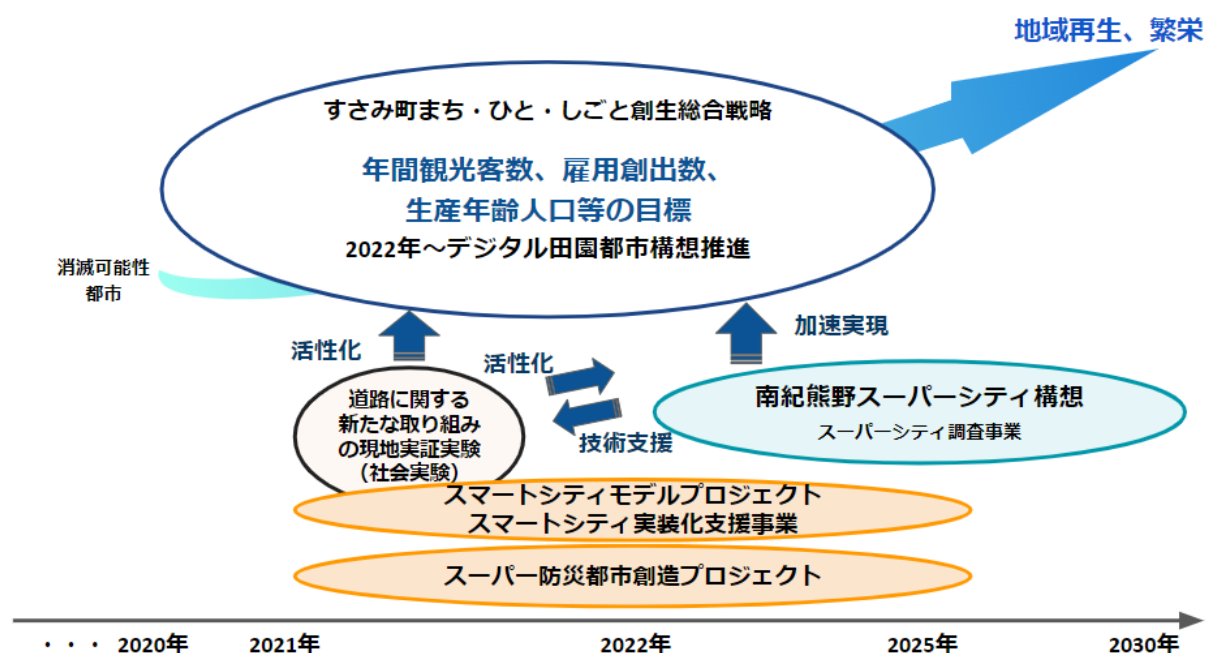 地域再生、繁栄
すさみ町まち・ひと・しごと創生総合戦略
年間観光客数、雇用創出数、
生産年齢人口等の目標
2022年～デジタル田園都市構想推進
消滅可能性
都市
活性化
活性化
加速実現
技術支援
道路に関する
新たな取り組み
の現地実証実験
（社会実験）
南紀熊野スーパーシティ構想
スーパーシティ調査事業
スマートシティモデルプロジェクト
スマートシティ実装化支援事業
スーパー防災都市創造プロジェクト
・・・ 2020年 2021年 2022年 2025年 2030年